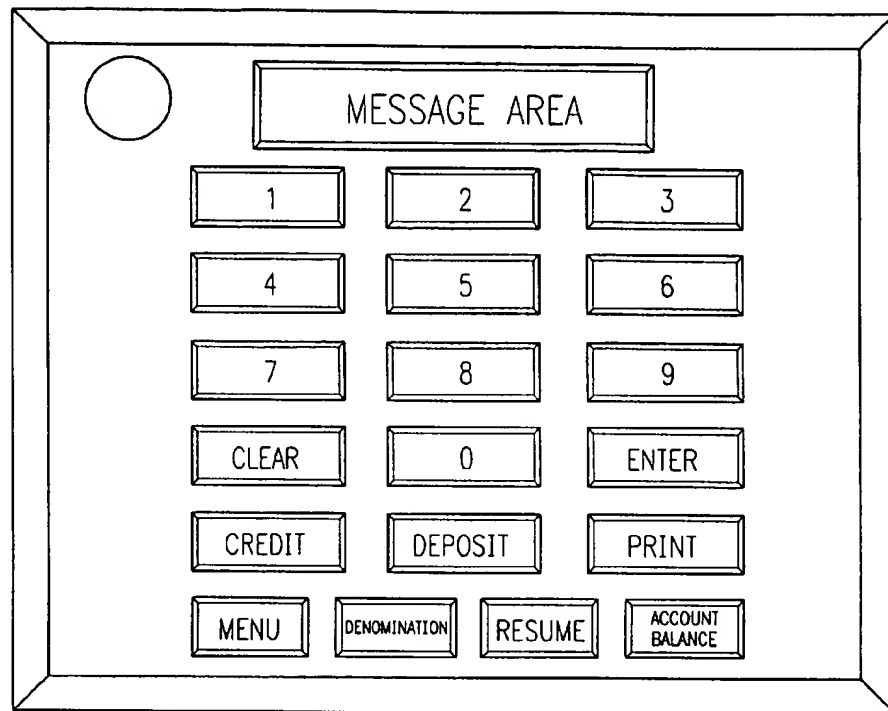 MESSAGE AREA
1 2 3
4 5 6
7 8 9
CLEAR 0 ENTER
CREDIT DEPOSIT PRINT
MENU DENOMINATION RESUME ACCOUNT
BALANCE